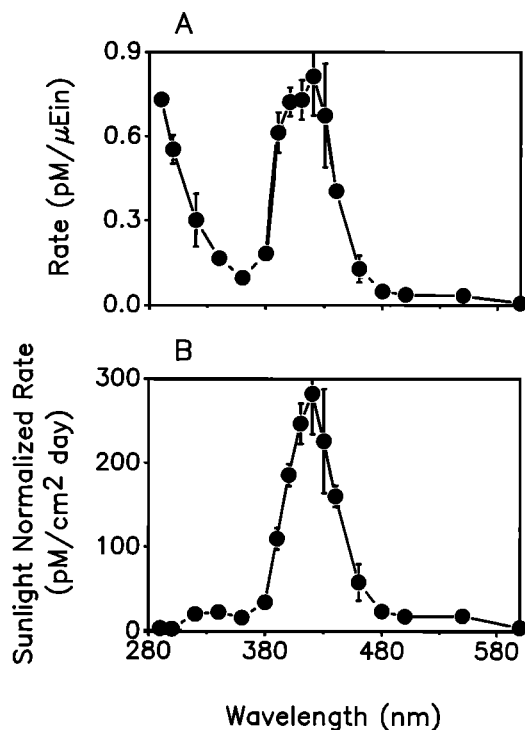 A
Rate (pM/μEin)
0.9
0.6
0.3
0.0
B
Sunlight Normalized Rate
(pM/cm² day)
300
200
100
0
280 380 480 580
Wavelength (nm)